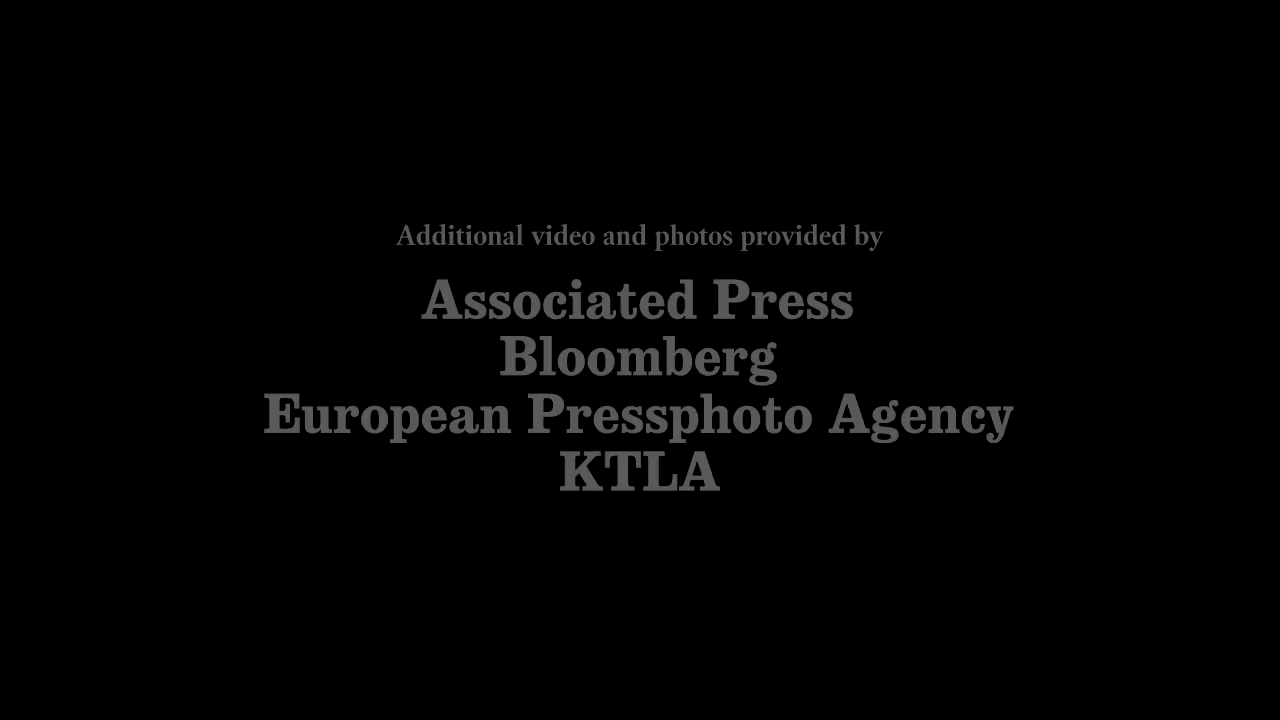 Additional video and photos provided by
Associated Press
Bloomberg
European Pressphoto Agency
KTLA